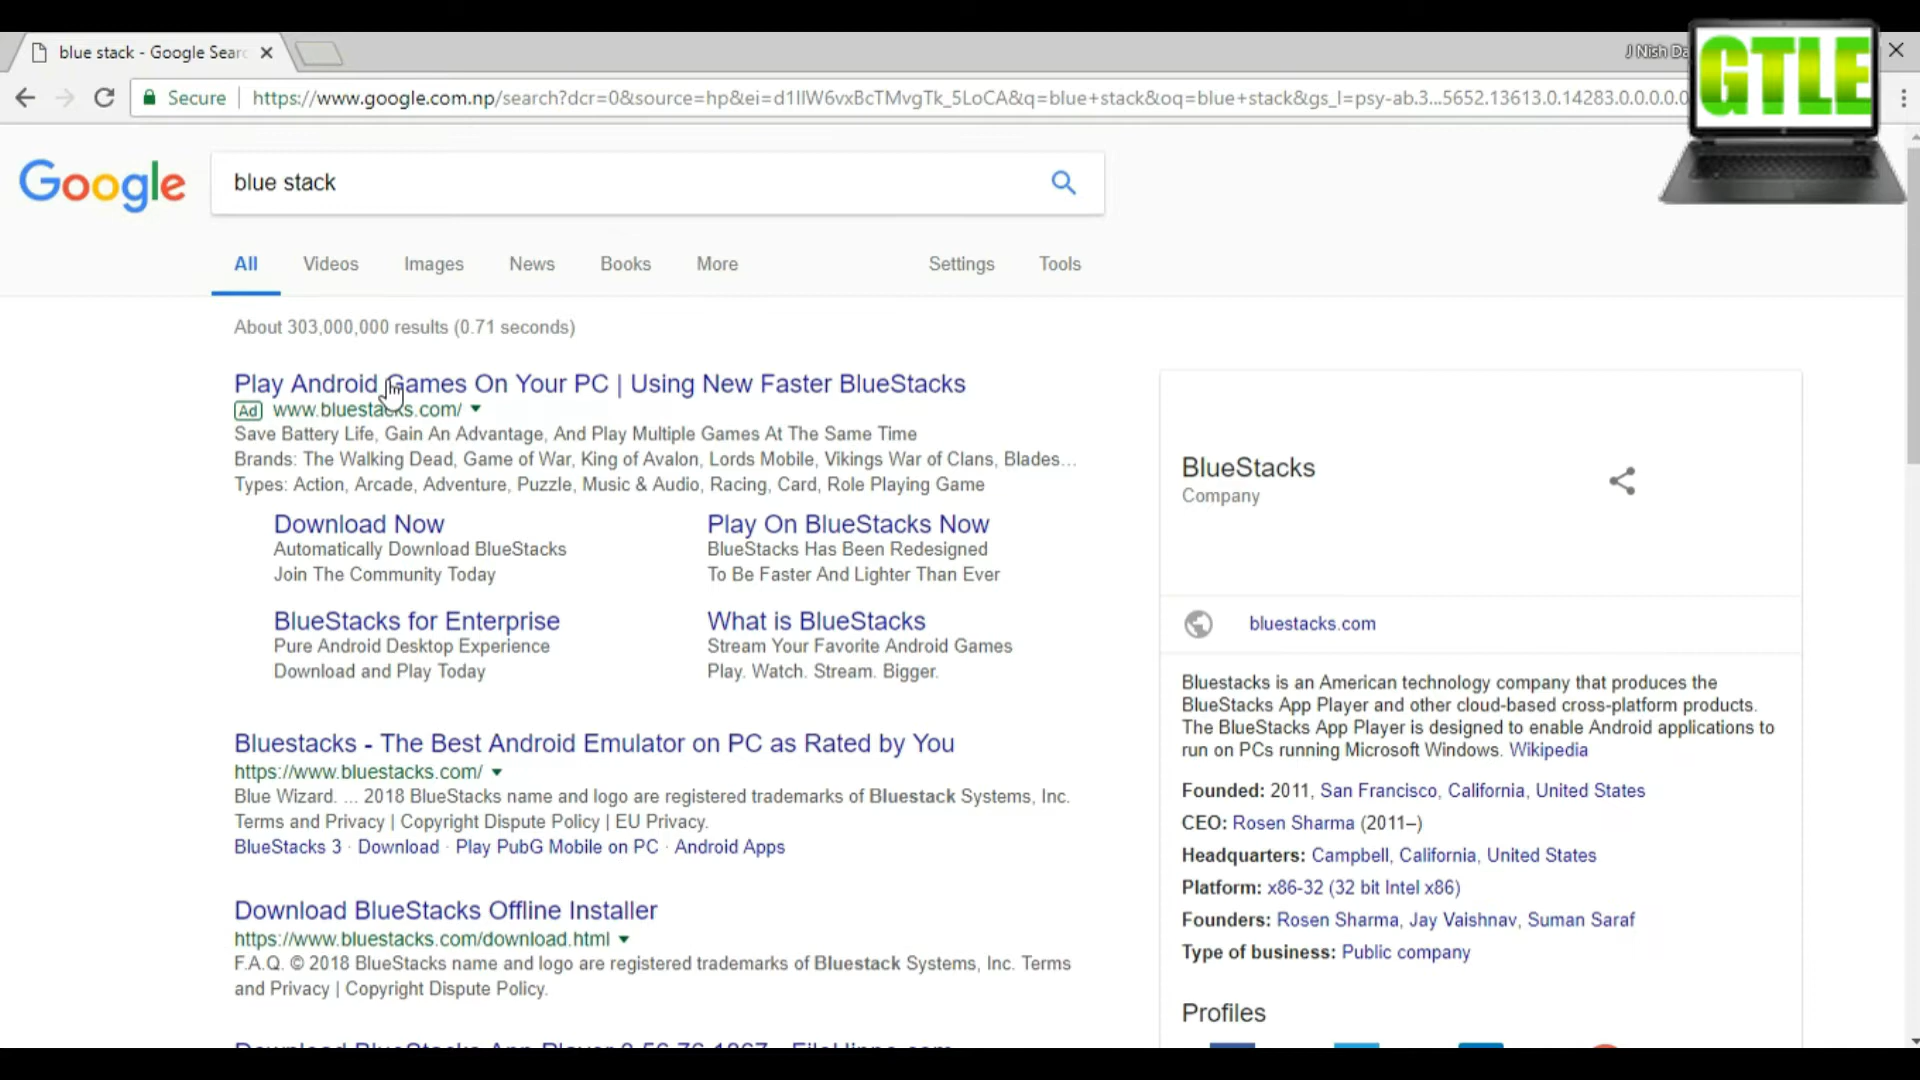 blue stack - Google Sear
J Nish Da
GTLE
Secure
https://www.google.com.np/search?dcr=0&source=hp&ei=d1IlW6vxBcTMvgTk_5LoCA&q=blue+stack&oq=blue+stack&gs_l=psy-ab.3...5652.13613.0.14283.0.0.0.0.0
Google
blue stack
All Videos Images News Books More Settings Tools
About 303,000,000 results (0.71 seconds)
Play Android Games On Your PC | Using New Faster BlueStacks
Ad www.bluestacks.com/
Save Battery Life, Gain An Advantage, And Play Multiple Games At The Same Time
Brands: The Walking Dead, Game of War, King of Avalon, Lords Mobile, Vikings War of Clans, Blades...
Types: Action, Arcade, Adventure, Puzzle, Music & Audio, Racing, Card, Role Playing Game
Download Now
Automatically Download BlueStacks
Join The Community Today
Play On BlueStacks Now
BlueStacks Has Been Redesigned
To Be Faster And Lighter Than Ever
BlueStacks for Enterprise
Pure Android Desktop Experience
Download and Play Today
What is BlueStacks
Stream Your Favorite Android Games
Play. Watch. Stream. Bigger.
Bluestacks - The Best Android Emulator on PC as Rated by You
https://www.bluestacks.com/
Blue Wizard. ... 2018 BlueStacks name and logo are registered trademarks of Bluestack Systems, Inc.
Terms and Privacy | Copyright Dispute Policy | EU Privacy.
BlueStacks 3 · Download · Play PubG Mobile on PC · Android Apps
Download BlueStacks Offline Installer
https://www.bluestacks.com/download.html
F.A.Q. © 2018 BlueStacks name and logo are registered trademarks of Bluestack Systems, Inc. Terms
and Privacy | Copyright Dispute Policy.
BlueStacks
Company
bluestacks.com
Bluestacks is an American technology company that produces the
BlueStacks App Player and other cloud-based cross-platform products.
The BlueStacks App Player is designed to enable Android applications to
run on PCs running Microsoft Windows. Wikipedia
Founded: 2011, San Francisco, California, United States
CEO: Rosen Sharma (2011–)
Headquarters: Campbell, California, United States
Platform: x86-32 (32 bit Intel x86)
Founders: Rosen Sharma, Jay Vaishnav, Suman Saraf
Type of business: Public company
Profiles